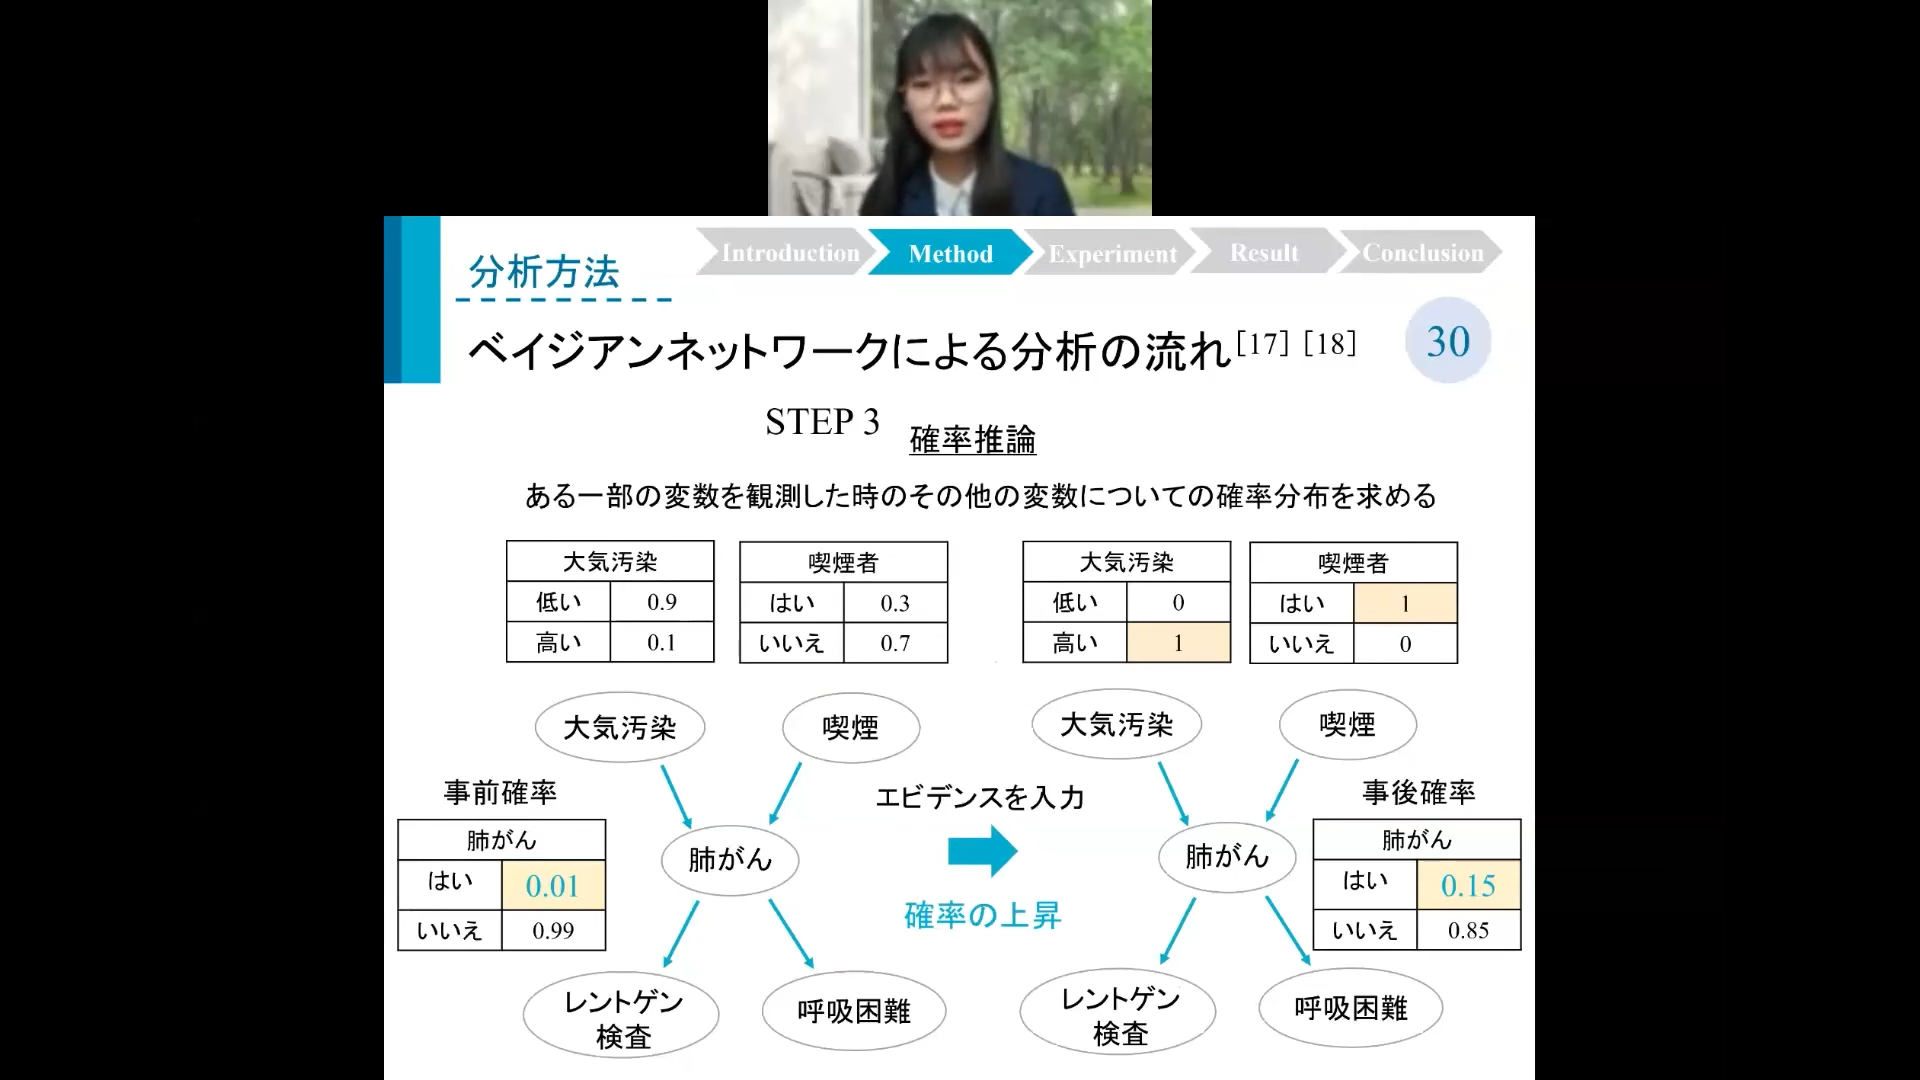 Introduction
Method
Experiment
Result
Conclusion
分析方法
ベイジアンネットワークによる分析の流れ[17] [18]
30
STEP 3
確率推論
ある一部の変数を観測した時のその他の変数についての確率分布を求める
大気汚染
低い 0.9
高い 0.1
喫煙者
はい 0.3
いいえ 0.7
大気汚染
低い 0
高い 1
喫煙者
はい 1
いいえ 0
大気汚染
喫煙
大気汚染
喫煙
事前確率
肺がん
はい 0.01
いいえ 0.99
肺がん
エビデンスを入力
確率の上昇
肺がん
事後確率
肺がん
はい 0.15
いいえ 0.85
レントゲン
検査
呼吸困難
レントゲン
検査
呼吸困難